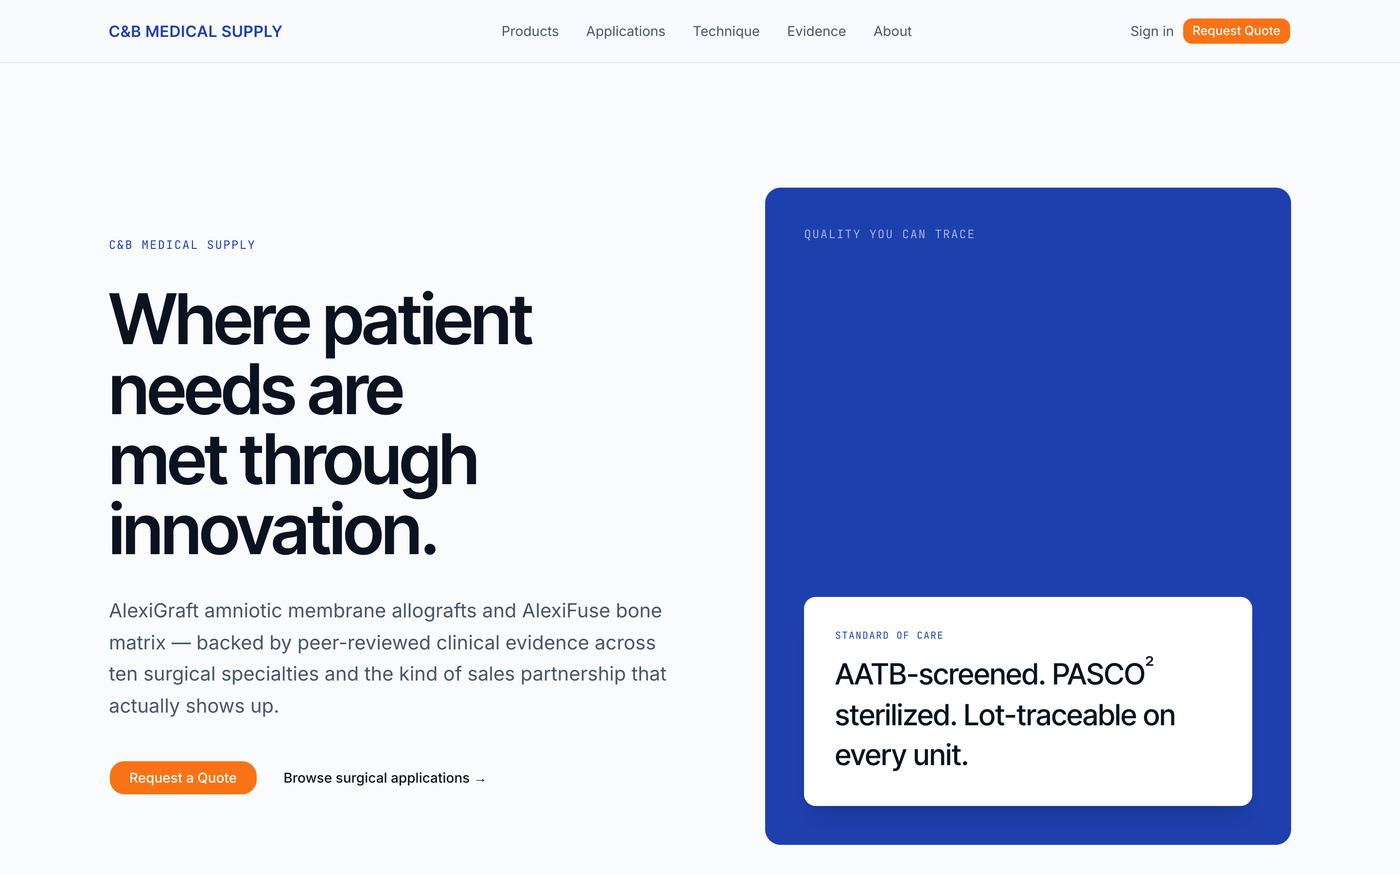 C&B MEDICAL SUPPLY
Products Applications Technique Evidence About
Sign in Request Quote
C&B MEDICAL SUPPLY
Where patient
needs are
met through
innovation.
AlexiGraft amniotic membrane allografts and AlexiFuse bone
matrix — backed by peer-reviewed clinical evidence across
ten surgical specialties and the kind of sales partnership that
actually shows up.
Request a Quote Browse surgical applications →
QUALITY YOU CAN TRACE
STANDARD OF CARE
AATB-screened. PASCO²
sterilized. Lot-traceable on
every unit.